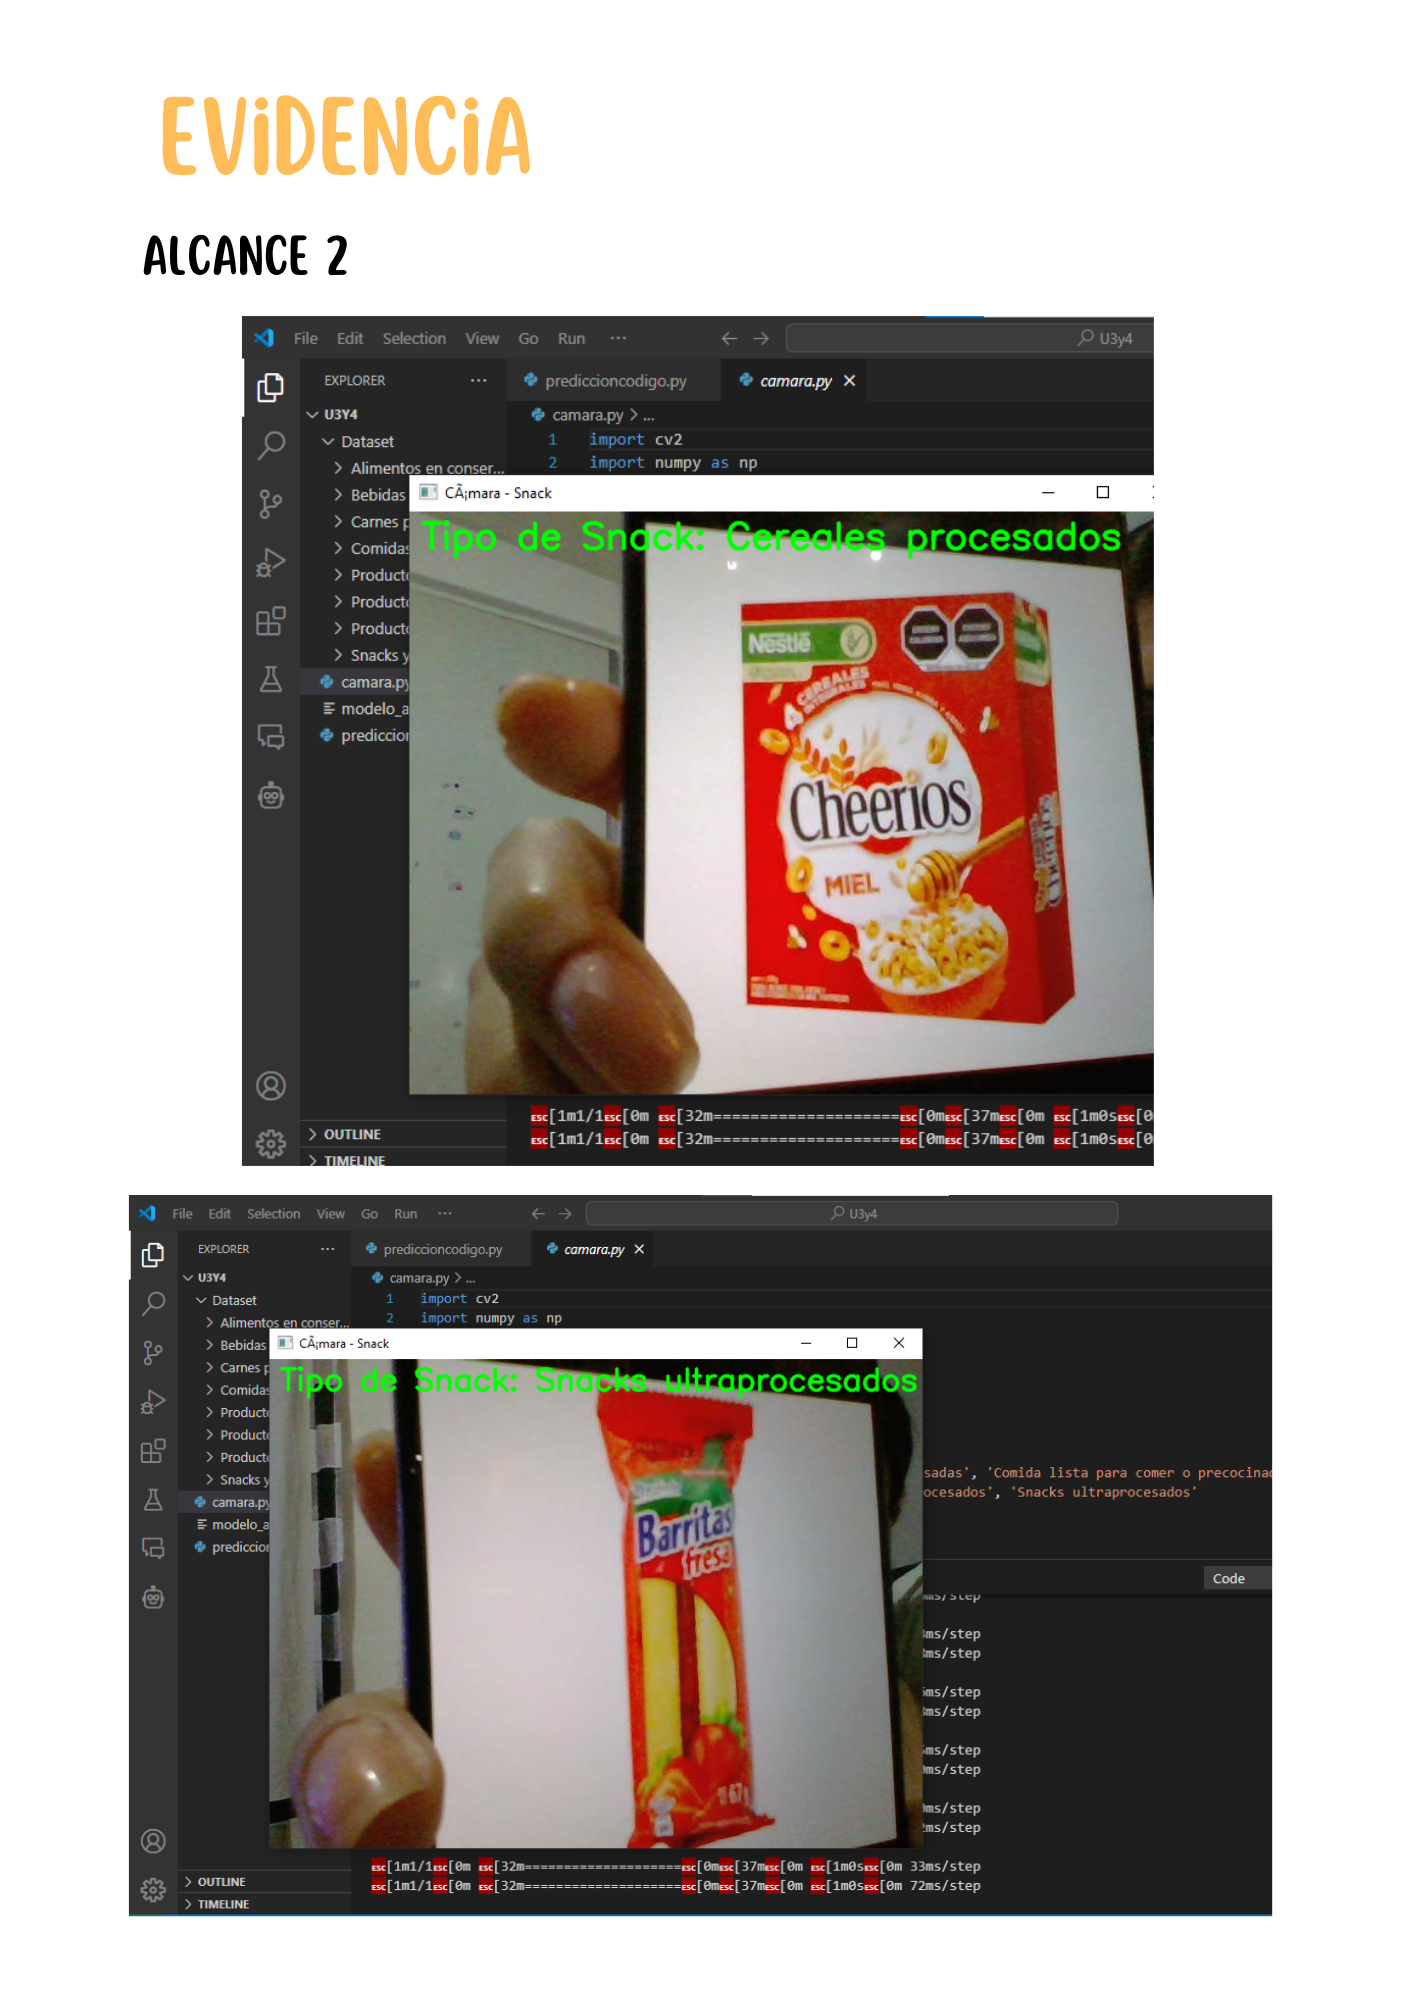 EVIDENCIA
ALCANCE 2
File Edit Selection View Go Run ... U3y4
EXPLORER ... prediccioncodigo.py camara.py
U3Y4 camara.py > ...
Dataset 1 import cv2
Alimentos en conser... 2 import numpy as np
Bebidas CÃ¡mara - Snack
Carnes p
Comidas Tipo de Snack: Cereales procesados
Product
Product
Product
Snacks y
camara.py
modelo_a
prediccion
Nestlé
CEREALES
INTEGRALES
Cheerios
MIEL
ESC[1m1/1ESC[0m ESC[32m====================ESC[0mESC[37mESC[0m ESC[1m0sESC[0
ESC[1m1/1ESC[0m ESC[32m====================ESC[0mESC[37mESC[0m ESC[1m0sESC[0
OUTLINE
TIMELINE
File Edit Selection View Go Run ... U3y4
EXPLORER ... prediccioncodigo.py camara.py
U3Y4 camara.py > ...
Dataset 1 import cv2
Alimentos en conser... 2 import numpy as np
Bebidas CÃ¡mara - Snack
Carnes p Tipo de Snack: Snacks ultraprocesados
Comidas
Product
Product
Product
Snacks y
camara.py
modelo_a
prediccion
sadas', 'Comida lista para comer o precocinad
ocesados', 'Snacks ultraprocesados'
Barritas
fresa
67g
Code
ms/step
ms/step
ms/step
ms/step
ms/step
ms/step
ms/step
ms/step
ms/step
ESC[1m1/1ESC[0m ESC[32m====================ESC[0mESC[37mESC[0m ESC[1m0sESC[0m 33ms/step
ESC[1m1/1ESC[0m ESC[32m====================ESC[0mESC[37mESC[0m ESC[1m0sESC[0m 72ms/step
OUTLINE
TIMELINE